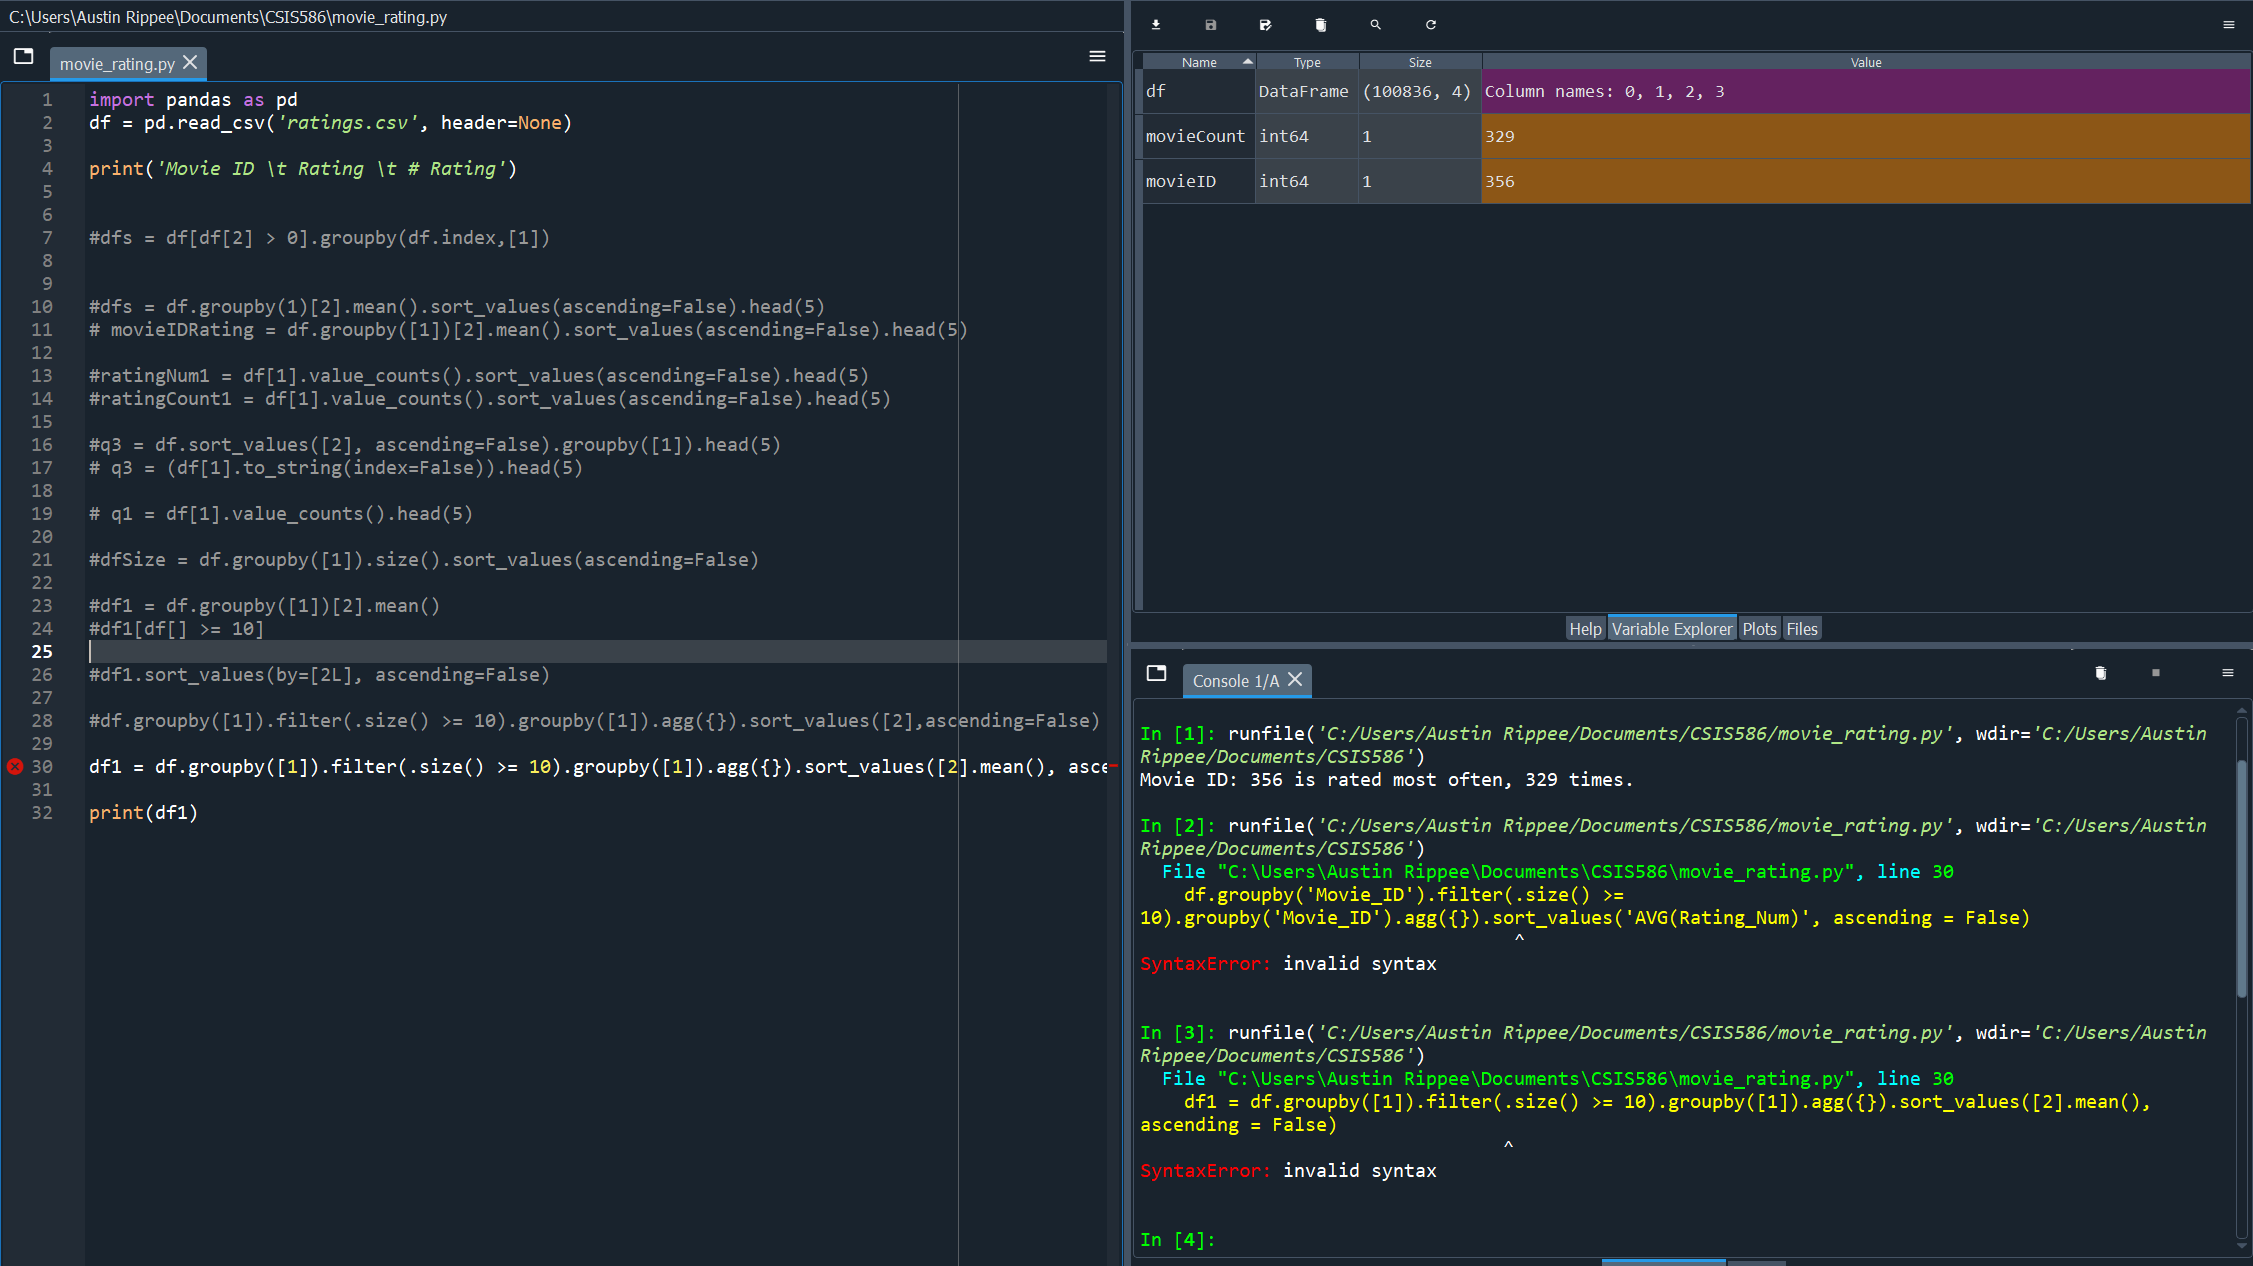 C:\Users\Austin Rippee\Documents\CSIS586\movie_rating.py
movie_rating.py
1 import pandas as pd
2 df = pd.read_csv('ratings.csv', header=None)
3
4 print('Movie ID \t Rating \t # Rating')
5
6
7 #dfs = df[df[2] > 0].groupby(df.index,[1])
8
9
10 #dfs = df.groupby(1)[2].mean().sort_values(ascending=False).head(5)
11 # movieIDRating = df.groupby([1])[2].mean().sort_values(ascending=False).head(5)
12
13 #ratingNum1 = df[1].value_counts().sort_values(ascending=False).head(5)
14 #ratingCount1 = df[1].value_counts().sort_values(ascending=False).head(5)
15
16 #q3 = df.sort_values([2], ascending=False).groupby([1]).head(5)
17 # q3 = (df[1].to_string(index=False)).head(5)
18
19 # q1 = df[1].value_counts().head(5)
20
21 #dfSize = df.groupby([1]).size().sort_values(ascending=False)
22
23 #df1 = df.groupby([1])[2].mean()
24 #df1[df[] >= 10]
25
26 #df1.sort_values(by=[2L], ascending=False)
27
28 #df.groupby([1]).filter(.size() >= 10).groupby([1]).agg({}).sort_values([2],ascending=False)
29
30 df1 = df.groupby([1]).filter(.size() >= 10).groupby([1]).agg({}).sort_values([2].mean(), asce
31
32 print(df1)
Name Type Size Value
df DataFrame (100836, 4) Column names: 0, 1, 2, 3
movieCount int64 1 329
movieID int64 1 356
Help Variable Explorer Plots Files
Console 1/A
In [1]: runfile('C:/Users/Austin Rippee/Documents/CSIS586/movie_rating.py', wdir='C:/Users/Austin
Rippee/Documents/CSIS586')
Movie ID: 356 is rated most often, 329 times.
In [2]: runfile('C:/Users/Austin Rippee/Documents/CSIS586/movie_rating.py', wdir='C:/Users/Austin
Rippee/Documents/CSIS586')
File "C:\Users\Austin Rippee\Documents\CSIS586\movie_rating.py", line 30
df.groupby('Movie_ID').filter(.size() >=
10).groupby('Movie_ID').agg({}).sort_values('AVG(Rating_Num)', ascending = False)
^
SyntaxError: invalid syntax
In [3]: runfile('C:/Users/Austin Rippee/Documents/CSIS586/movie_rating.py', wdir='C:/Users/Austin
Rippee/Documents/CSIS586')
File "C:\Users\Austin Rippee\Documents\CSIS586\movie_rating.py", line 30
df1 = df.groupby([1]).filter(.size() >= 10).groupby([1]).agg({}).sort_values([2].mean(),
ascending = False)
^
SyntaxError: invalid syntax
In [4]: